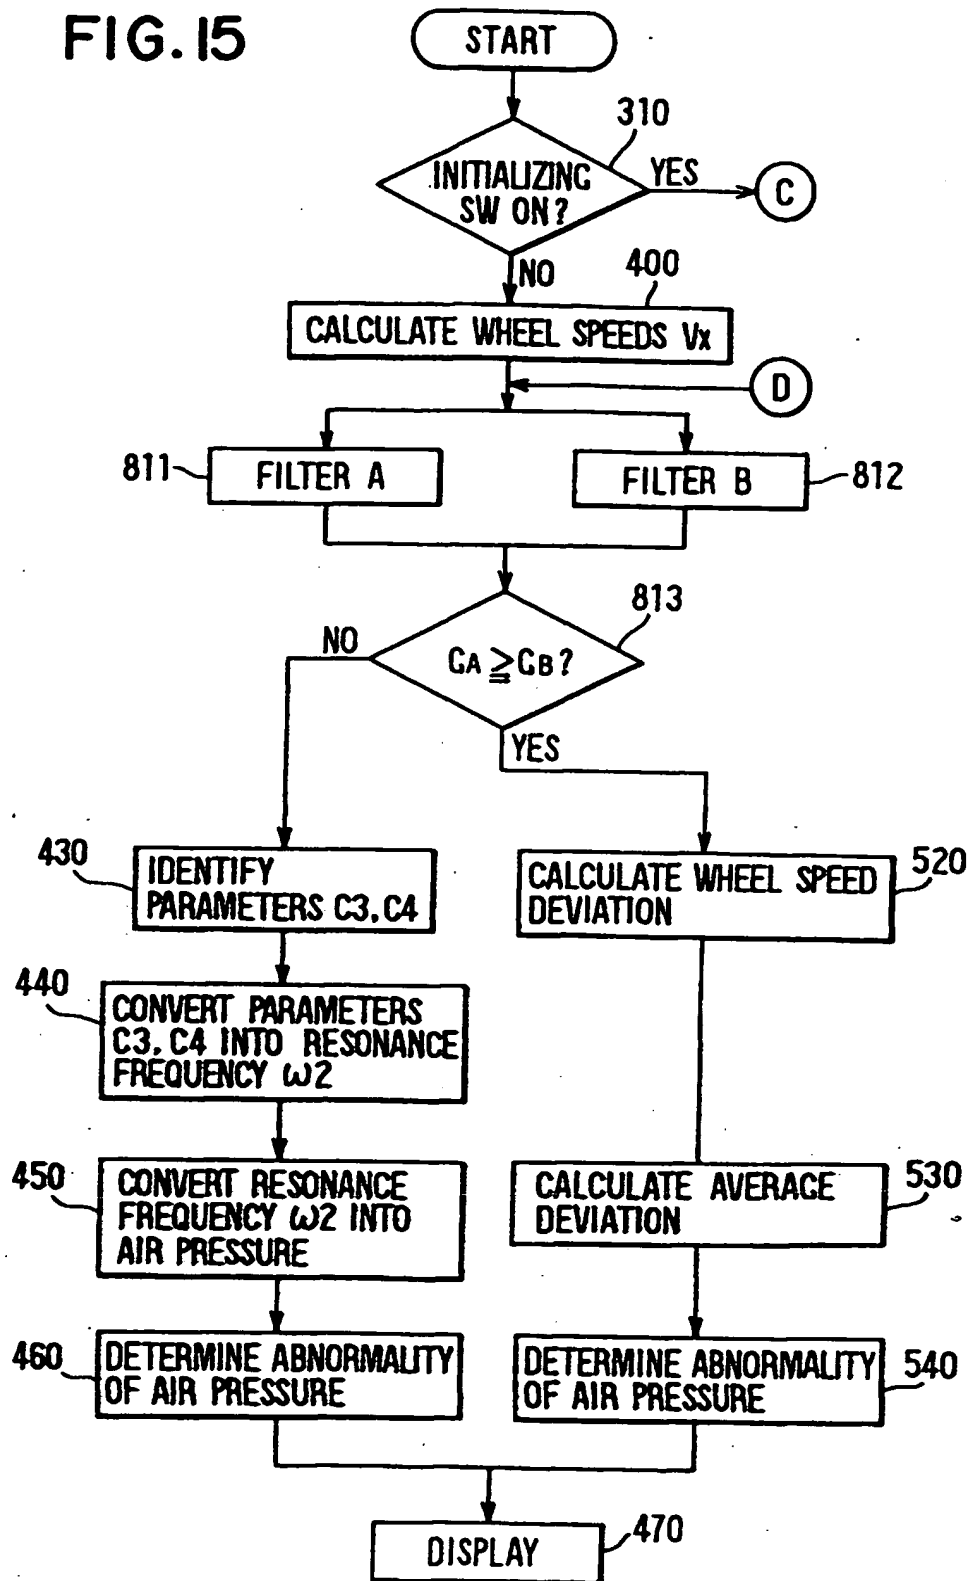 FIG. 15
START
310
INITIALIZING
SW ON?
YES
C
NO
400
CALCULATE WHEEL SPEEDS Vx
D
811
FILTER A
FILTER B
812
813
NO
GA ≧ GB?
YES
430
IDENTIFY
PARAMETERS C3, C4
CALCULATE WHEEL SPEED
DEVIATION
520
440
CONVERT PARAMETERS
C3, C4 INTO RESONANCE
FREQUENCY ω2
450
CONVERT RESONANCE
FREQUENCY ω2 INTO
AIR PRESSURE
CALCULATE AVERAGE
DEVIATION
530
460
DETERMINE ABNORMALITY
OF AIR PRESSURE
DETERMINE ABNORMALITY
OF AIR PRESSURE
540
DISPLAY
470